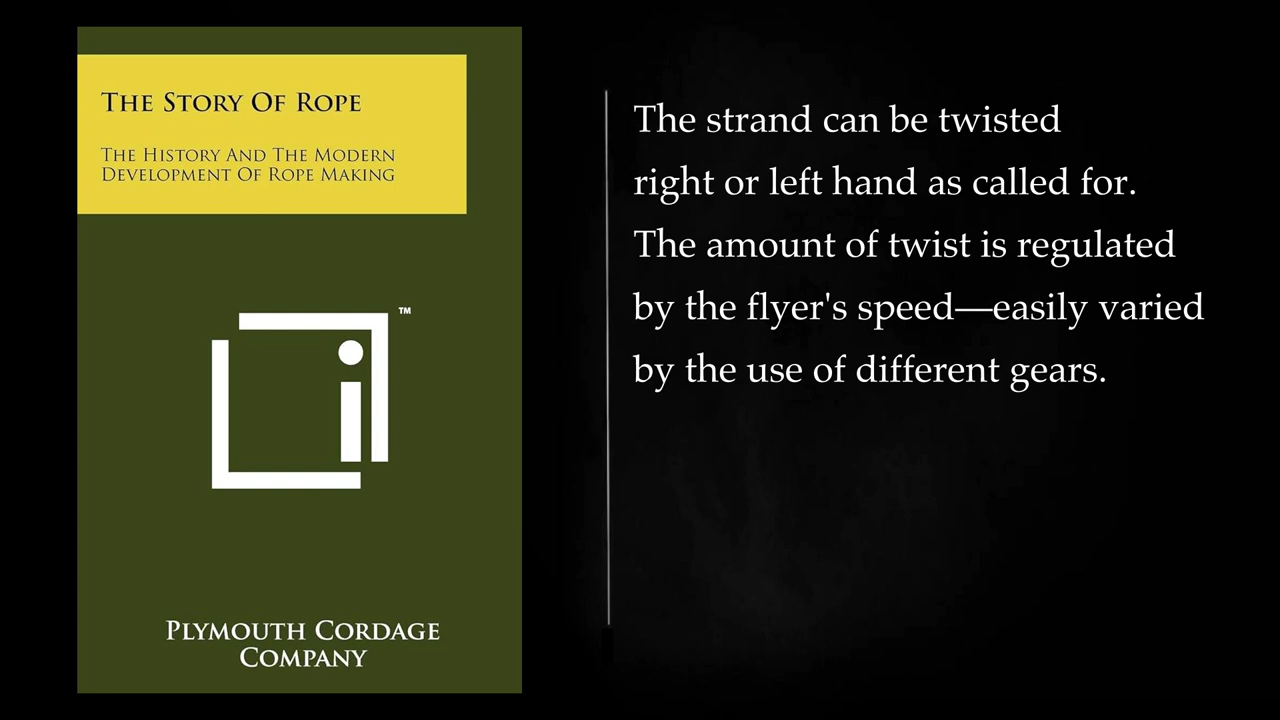 The Story Of Rope
The History And The Modern
Development Of Rope Making
TM
Plymouth Cordage
Company
The strand can be twisted
right or left hand as called for.
The amount of twist is regulated
by the flyer's speed—easily varied
by the use of different gears.